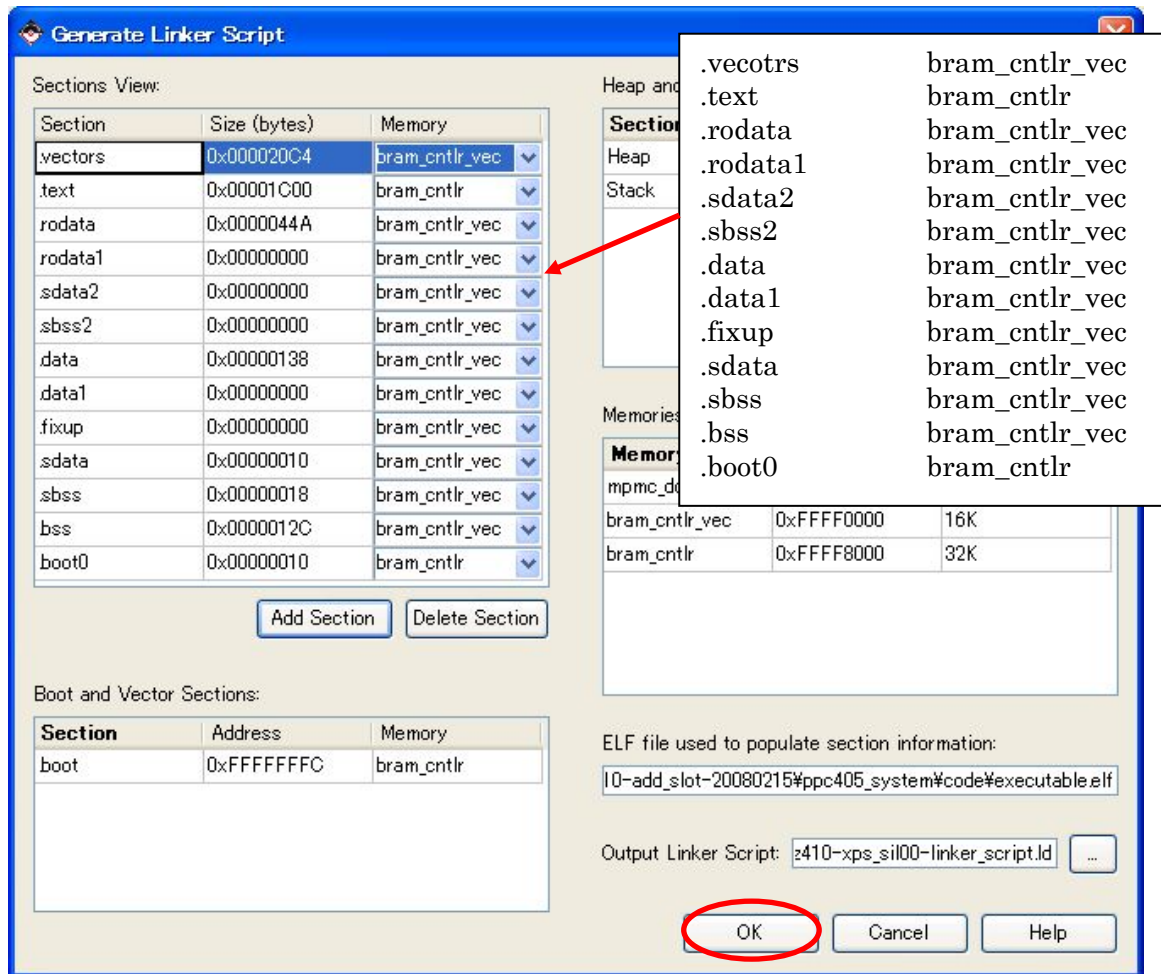 Generate Linker Script
Sections View:
Section Size (bytes) Memory
.vectors 0x000020C4 bram_cntlr_vec
.text 0x00001C00 bram_cntlr
.rodata 0x0000044A bram_cntlr_vec
.rodata1 0x00000000 bram_cntlr_vec
.sdata2 0x00000000 bram_cntlr_vec
.sbss2 0x00000000 bram_cntlr_vec
.data 0x00000138 bram_cntlr_vec
.data1 0x00000000 bram_cntlr_vec
.fixup 0x00000000 bram_cntlr_vec
.sdata 0x00000010 bram_cntlr_vec
.sbss 0x00000018 bram_cntlr_vec
.bss 0x0000012C bram_cntlr_vec
.boot0 0x00000010 bram_cntlr
Add Section Delete Section
Boot and Vector Sections:
Section Address Memory
.boot 0xFFFFFFFC bram_cntlr
Heap and
Section
Heap
Stack
.vecotrs bram_cntlr_vec
.text bram_cntlr
.rodata bram_cntlr_vec
.rodata1 bram_cntlr_vec
.sdata2 bram_cntlr_vec
.sbss2 bram_cntlr_vec
.data bram_cntlr_vec
.data1 bram_cntlr_vec
.fixup bram_cntlr_vec
.sdata bram_cntlr_vec
.sbss bram_cntlr_vec
.bss bram_cntlr_vec
.boot0 bram_cntlr
Memories
Memory
bram_cntlr_vec 0xFFFF0000 16K
bram_cntlr 0xFFFF8000 32K
ELF file used to populate section information:
10-add_slot-20080215¥ppc405_system¥code¥executable.elf
Output Linker Script: z410-xps_sil00-linker_script.ld ...
OK Cancel Help